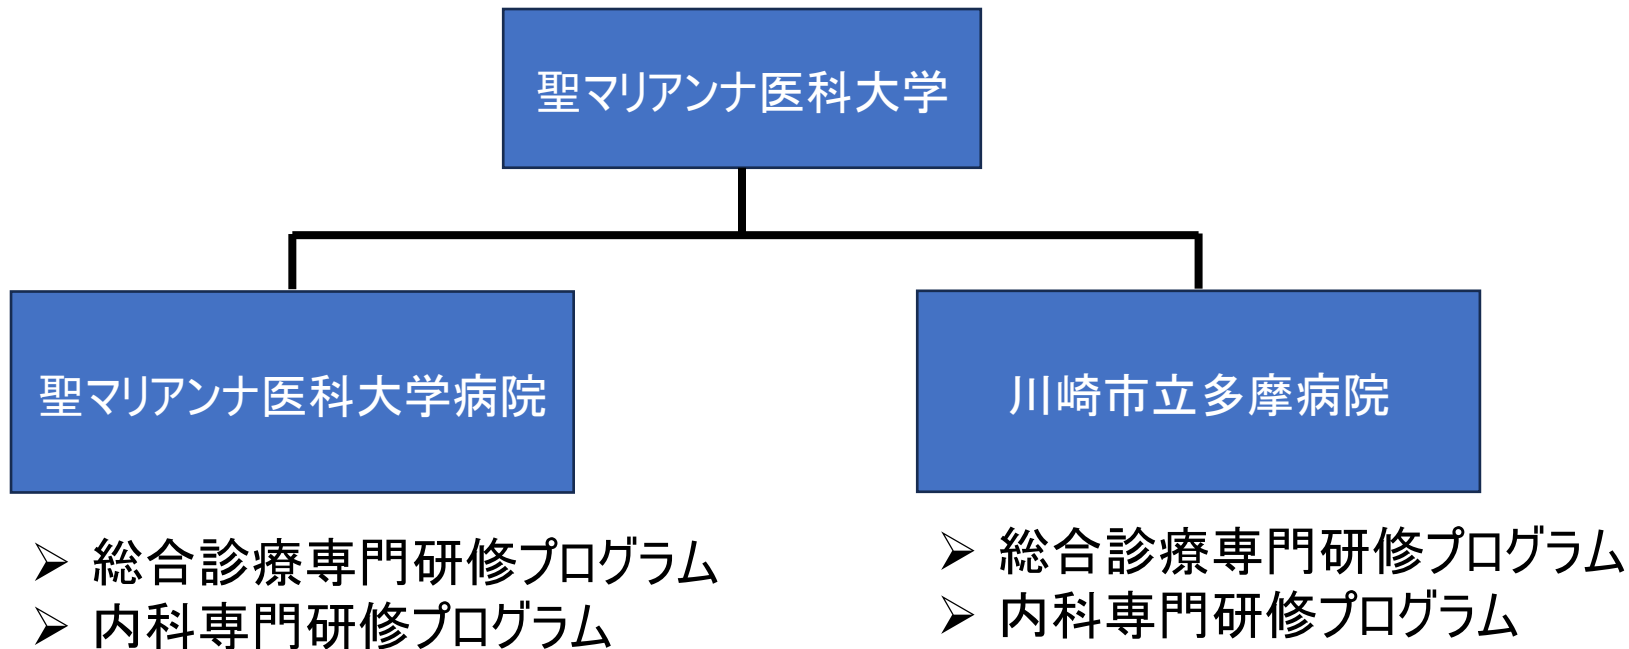 聖マリアンナ医科大学
聖マリアンナ医科大学病院
川崎市立多摩病院
➢ 総合診療専門研修プログラム
➢ 内科専門研修プログラム
➢ 総合診療専門研修プログラム
➢ 内科専門研修プログラム